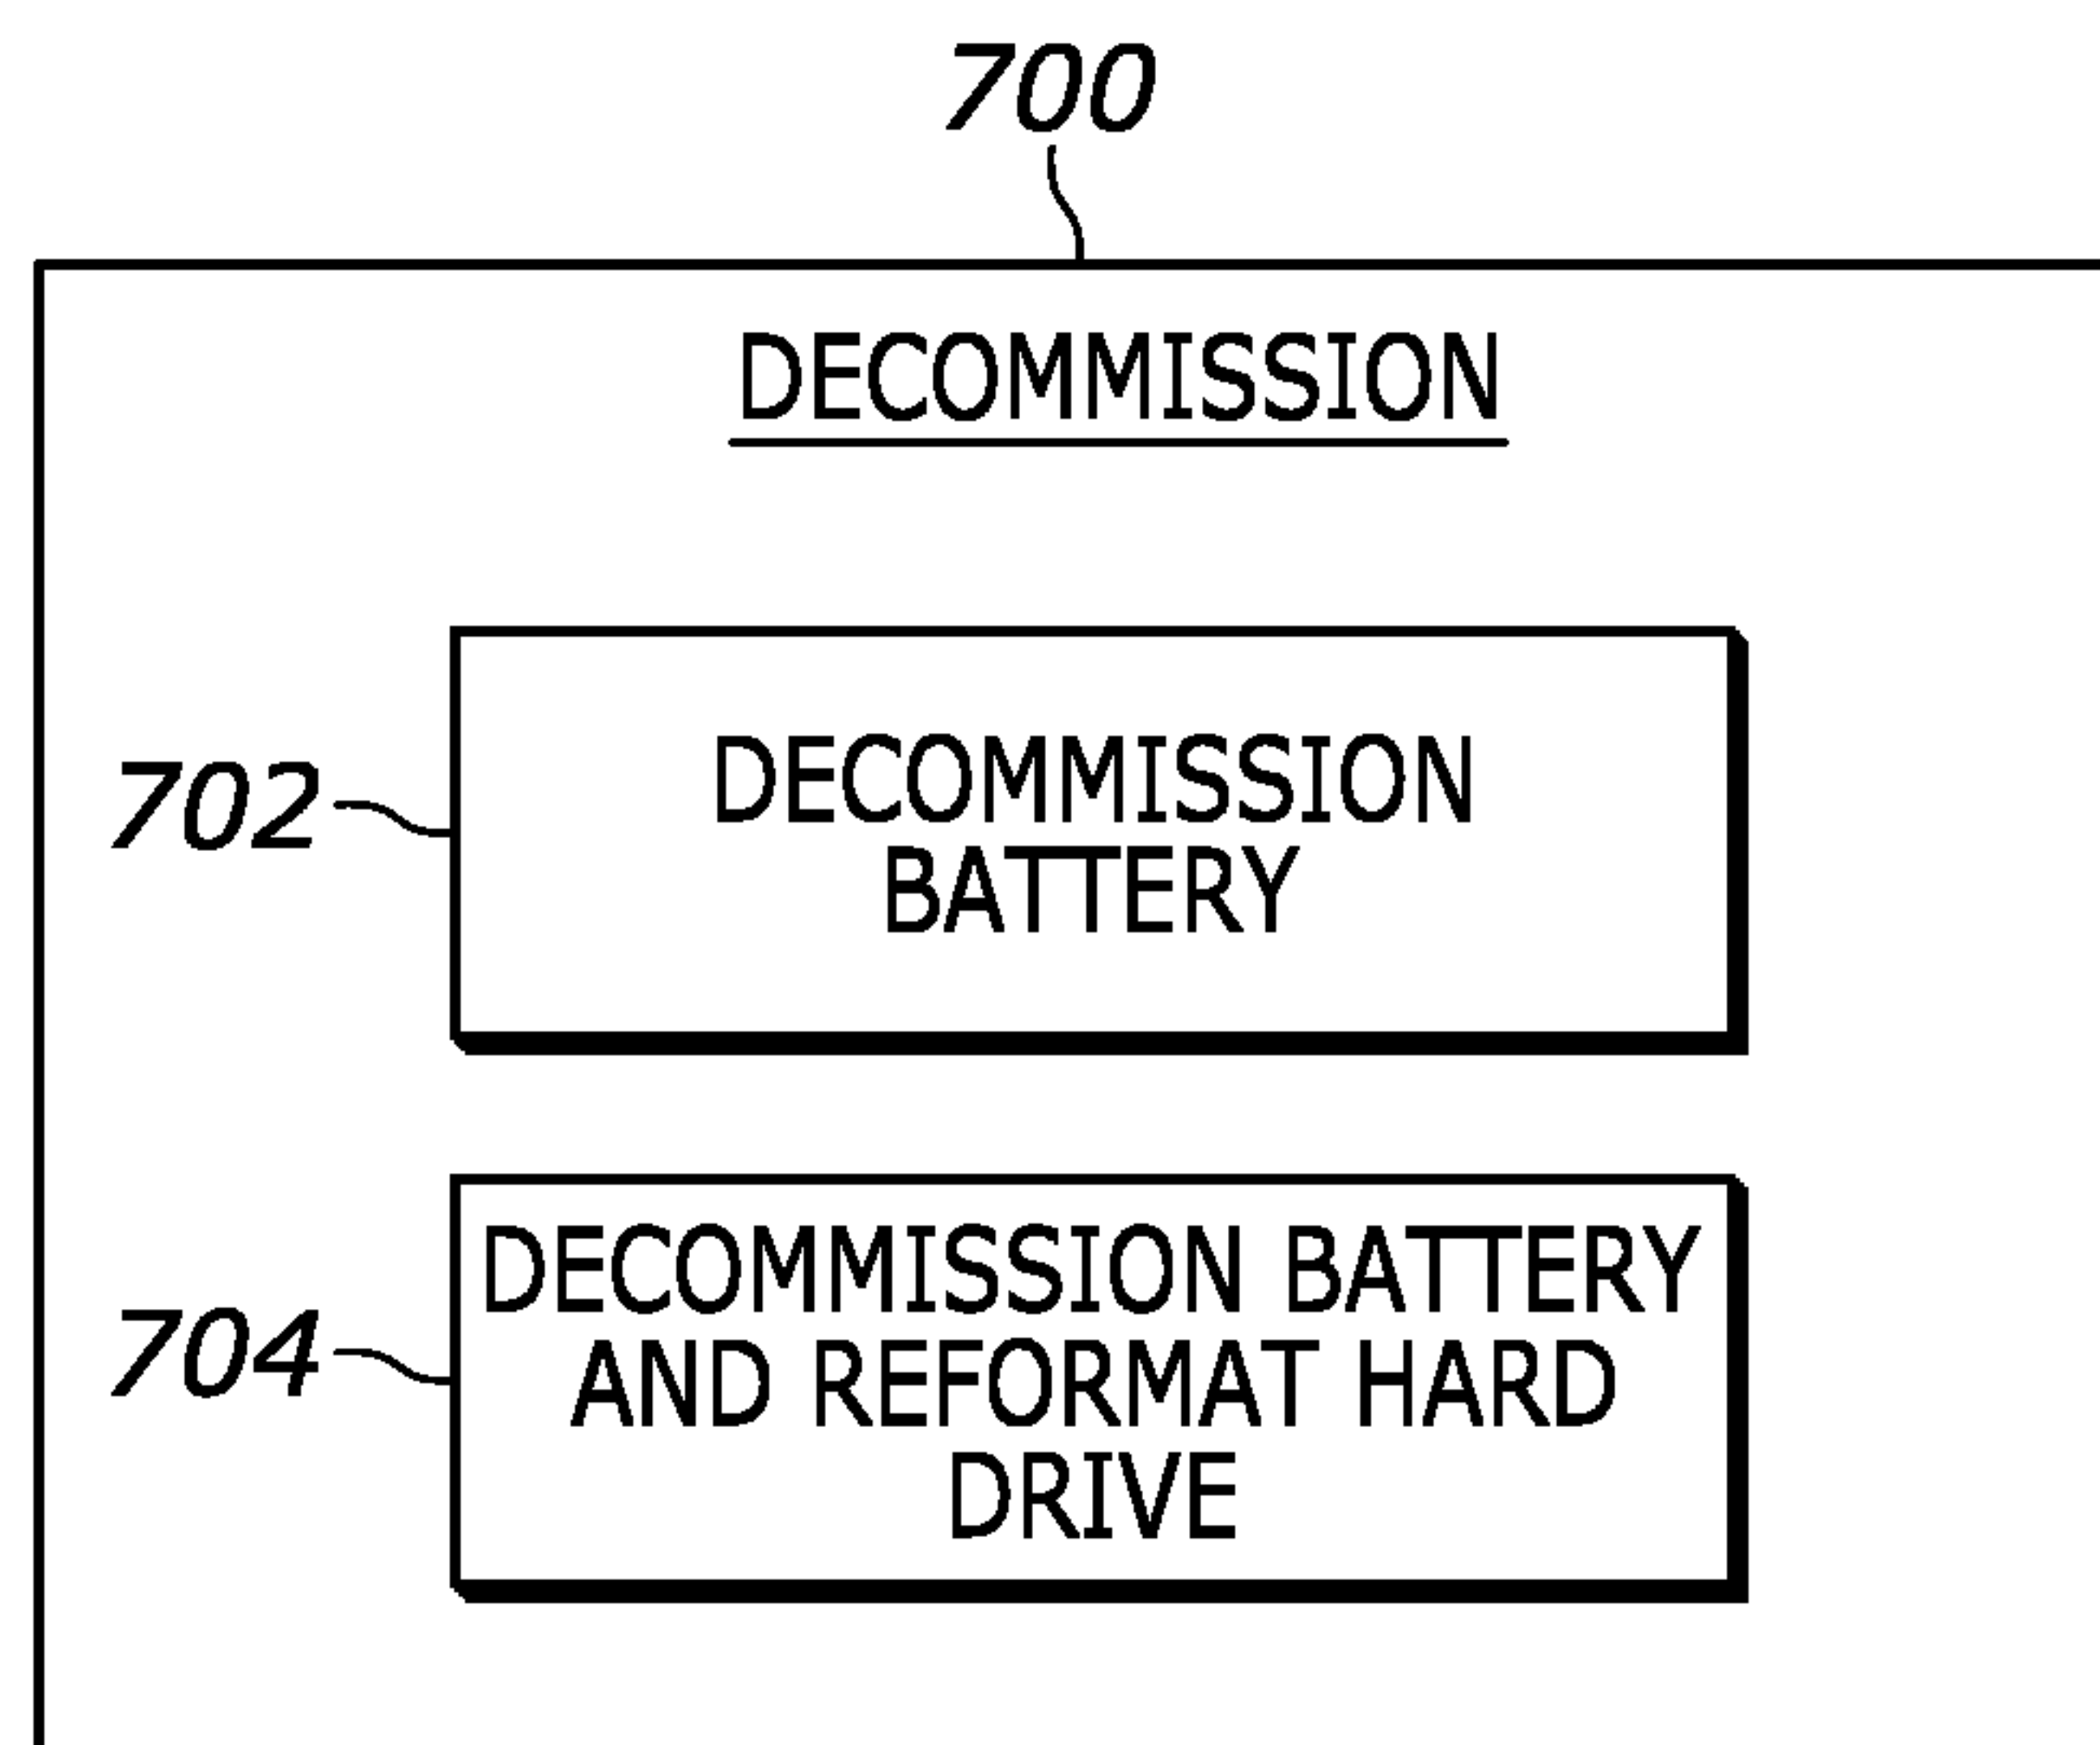 700
DECOMMISSION
702
DECOMMISSION
BATTERY
704
DECOMMISSION BATTERY
AND REFORMAT HARD
DRIVE